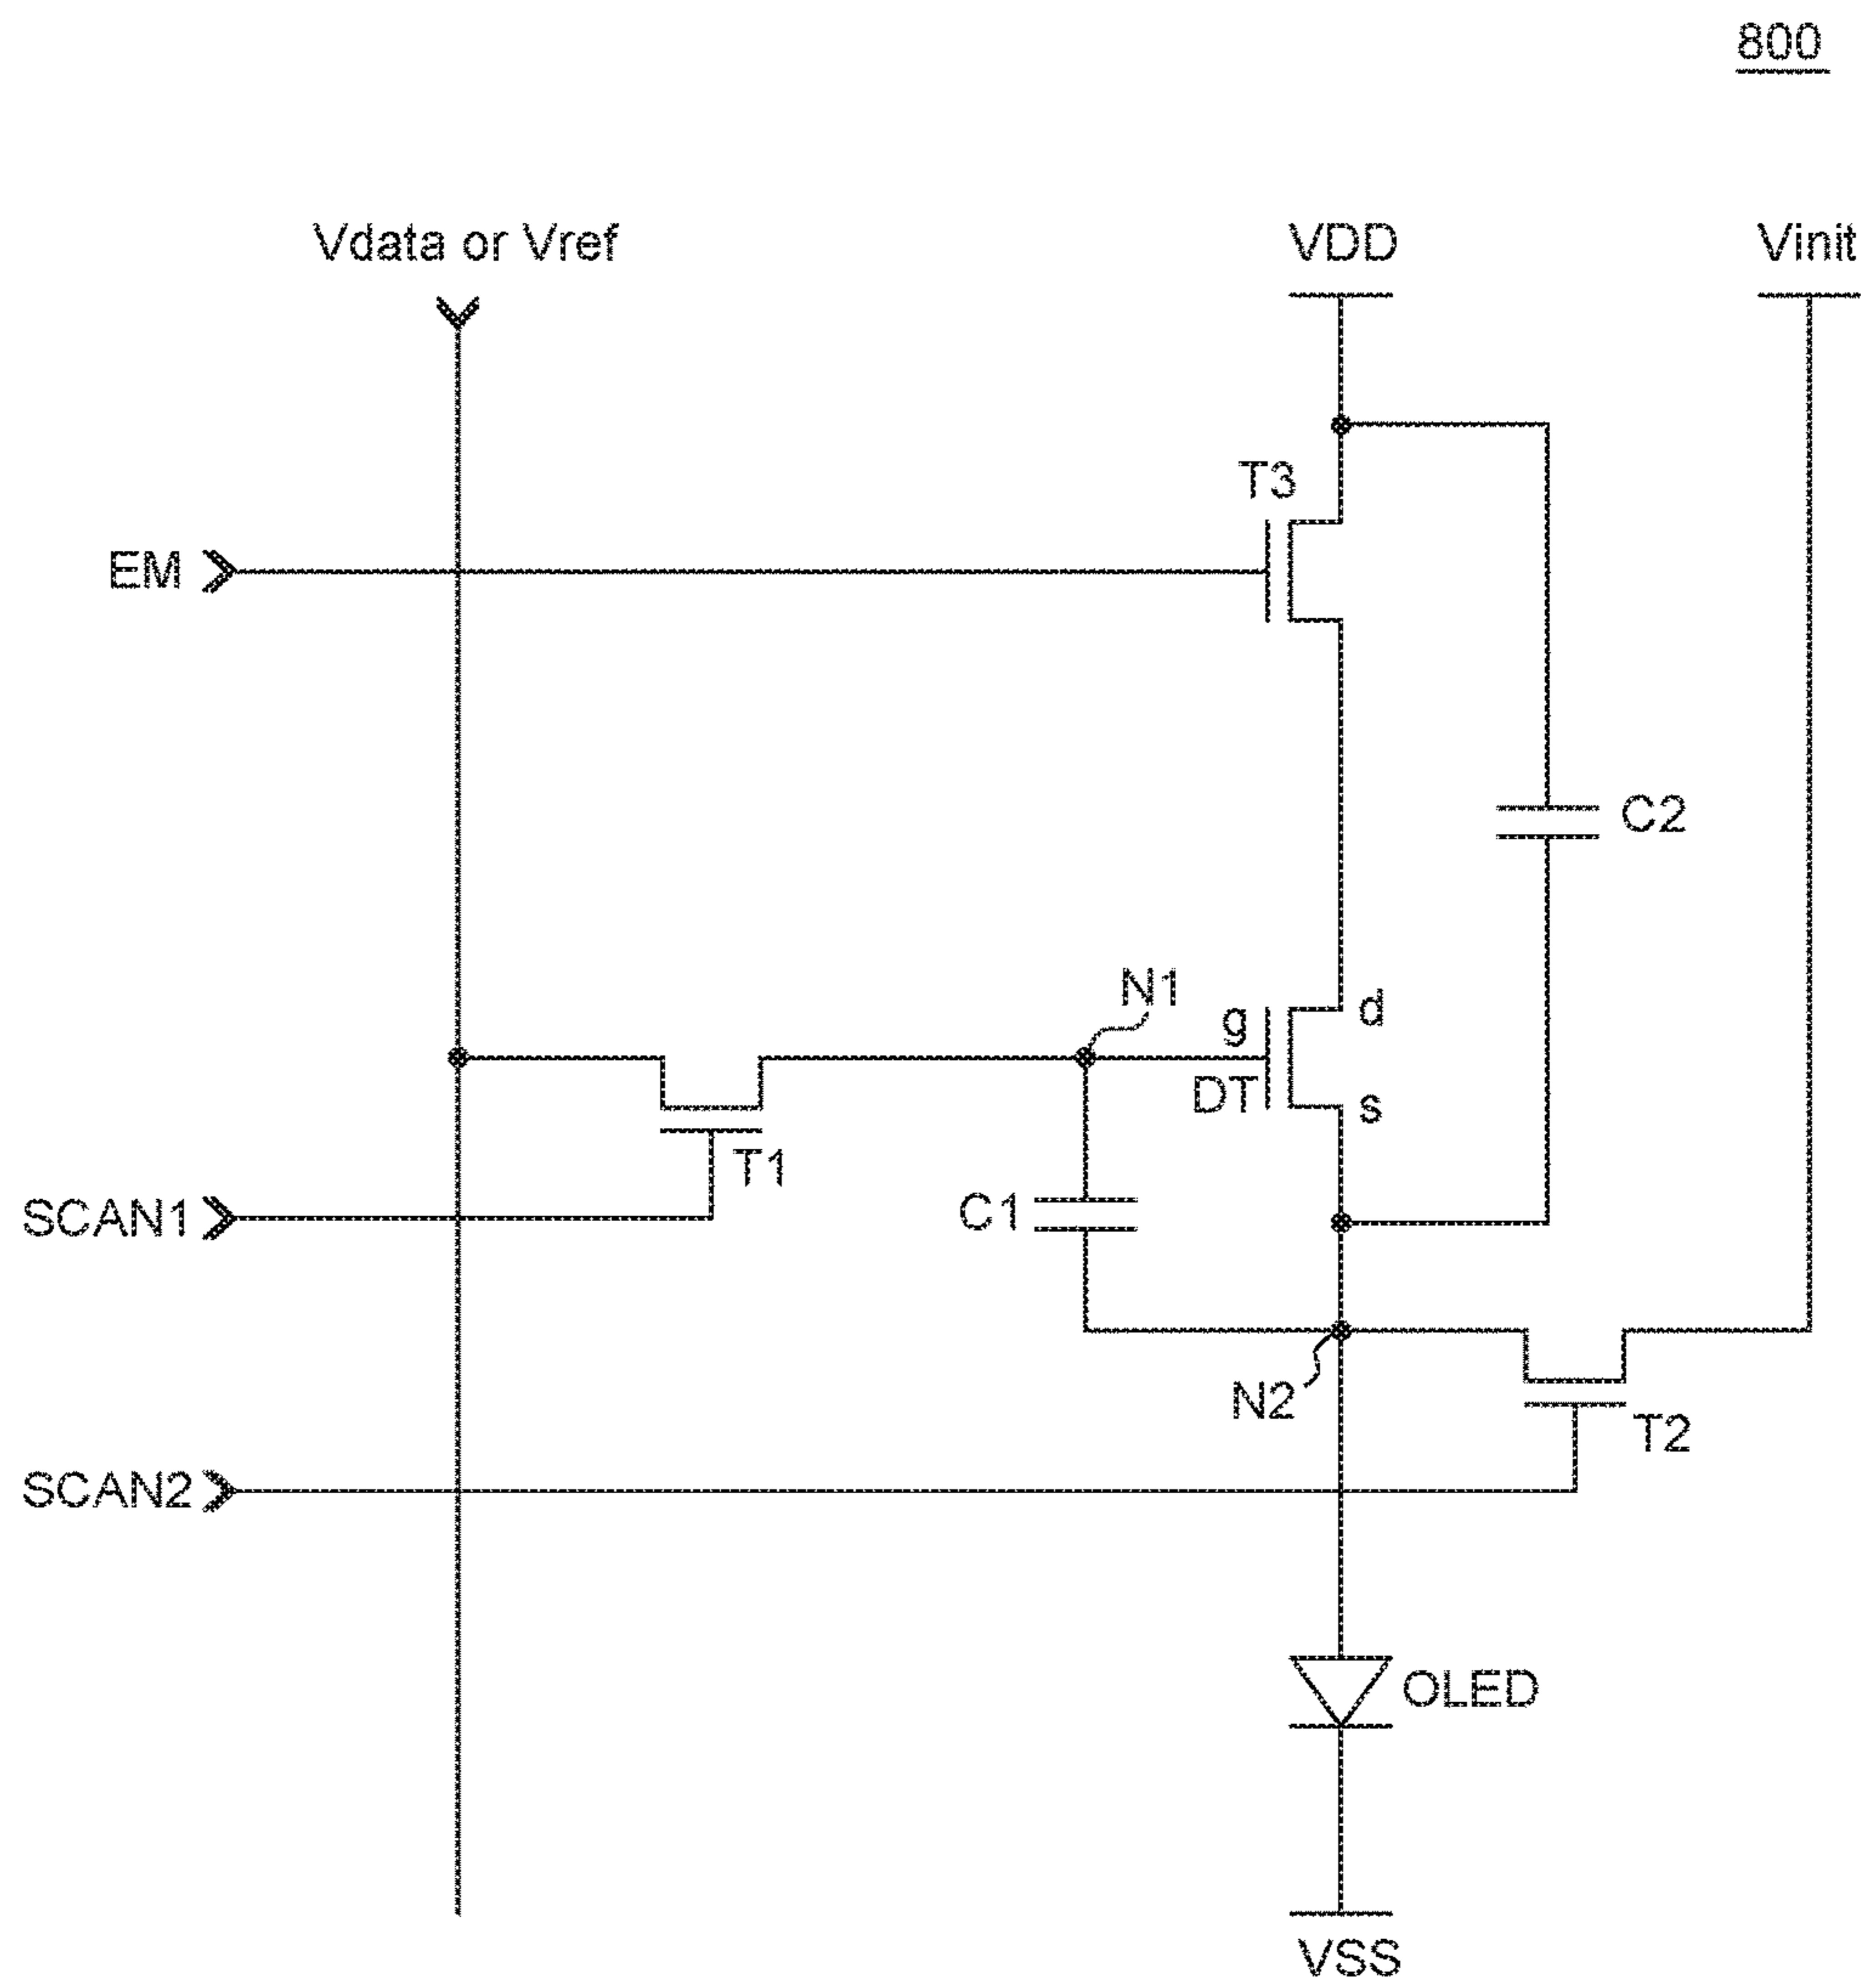 800
Vdata or Vref
VDD
Vinit
T3
EM
C2
N1
g
d
DT
s
T1
C1
SCAN1
N2
T2
SCAN2
OLED
VSS